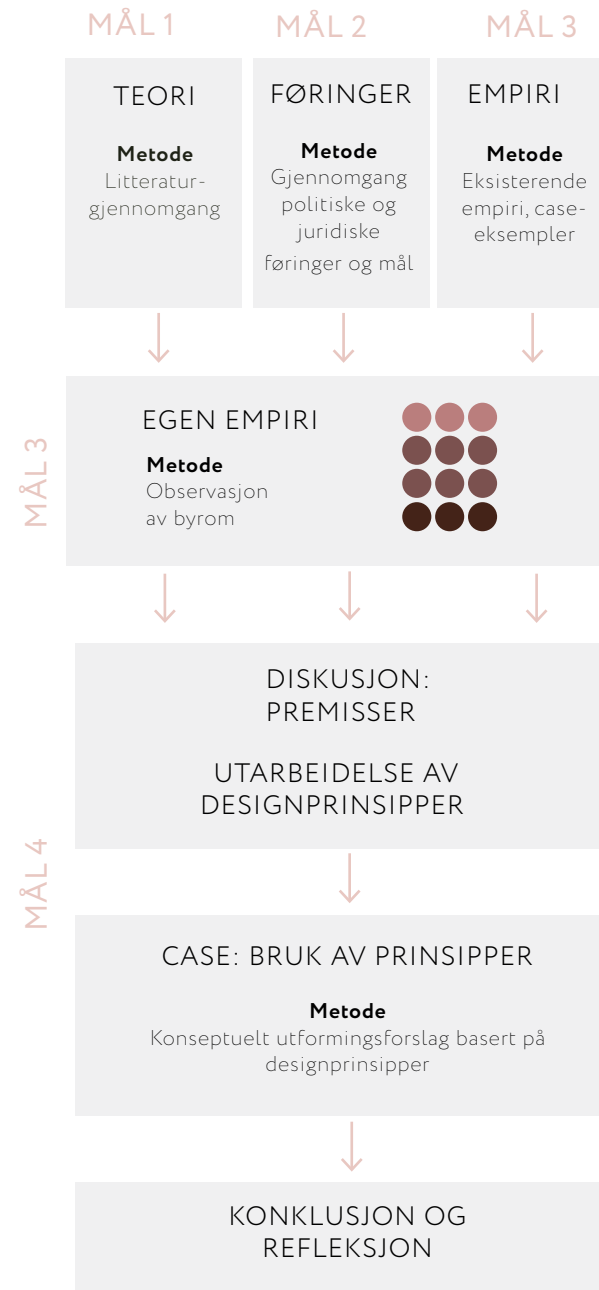 MÅL 1
MÅL 2
MÅL 3
TEORI
Metode
Litteratur-
gjennomgang
FØRINGER
Metode
Gjennomgang
politiske og
juridiske
føringer og mål
EMPIRI
Metode
Eksisterende
empiri, case-
eksempler
MÅL 3
EGEN EMPIRI
Metode
Observasjon
av byrom
MÅL 4
DISKUSJON:
PREMISSER
UTARBEIDELSE AV
DESIGNPRINSIPPER
CASE: BRUK AV PRINSIPPER
Metode
Konseptuelt utformingsforslag basert på
designprinsipper
KONKLUSJON OG
REFLEKSJON